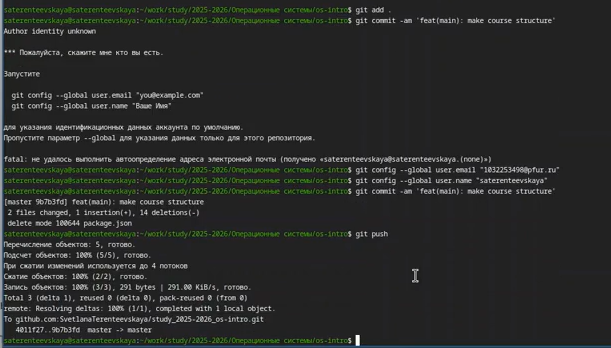 saterenteevskaya@saterenteevskaya:~/work/study/2025-2026/Операционные системы/os-intro$ git add .
saterenteevskaya@saterenteevskaya:~/work/study/2025-2026/Операционные системы/os-intro$ git commit -am 'feat(main): make course structure'
Author identity unknown
*** Пожалуйста, скажите мне кто вы есть.
Запустите
git config --global user.email "you@example.com"
git config --global user.name "Ваше Имя"
для указания идентификационных данных аккаунта по умолчанию.
Пропустите параметр --global для указания данных только для этого репозитория.
fatal: не удалось выполнить автоопределение адреса электронной почты (получено «saterenteevskaya@saterenteevskaya.(none)»)
saterenteevskaya@saterenteevskaya:~/work/study/2025-2026/Операционные системы/os-intro$ git config --global user.email "1032253498@pfur.ru"
saterenteevskaya@saterenteevskaya:~/work/study/2025-2026/Операционные системы/os-intro$ git config --global user.name "saterenteevskaya"
saterenteevskaya@saterenteevskaya:~/work/study/2025-2026/Операционные системы/os-intro$ git commit -am 'feat(main): make course structure'
[master 9b7b3fd] feat(main): make course structure
2 files changed, 1 insertion(+), 14 deletions(-)
delete mode 100644 package.json
saterenteevskaya@saterenteevskaya:~/work/study/2025-2026/Операционные системы/os-intro$ git push
Перечисление объектов: 5, готово.
Подсчет объектов: 100% (5/5), готово.
При сжатии изменений используется до 4 потоков
Сжатие объектов: 100% (2/2), готово.
Запись объектов: 100% (3/3), 291 bytes | 291.00 KiB/s, готово.
Total 3 (delta 1), reused 0 (delta 0), pack-reused 0 (from 0)
remote: Resolving deltas: 100% (1/1), completed with 1 local object.
To github.com:SvetlanaTerenteevskaya/study_2025-2026_os-intro.git
4011f27..9b7b3fd master -> master
saterenteevskaya@saterenteevskaya:~/work/study/2025-2026/Операционные системы/os-intro$